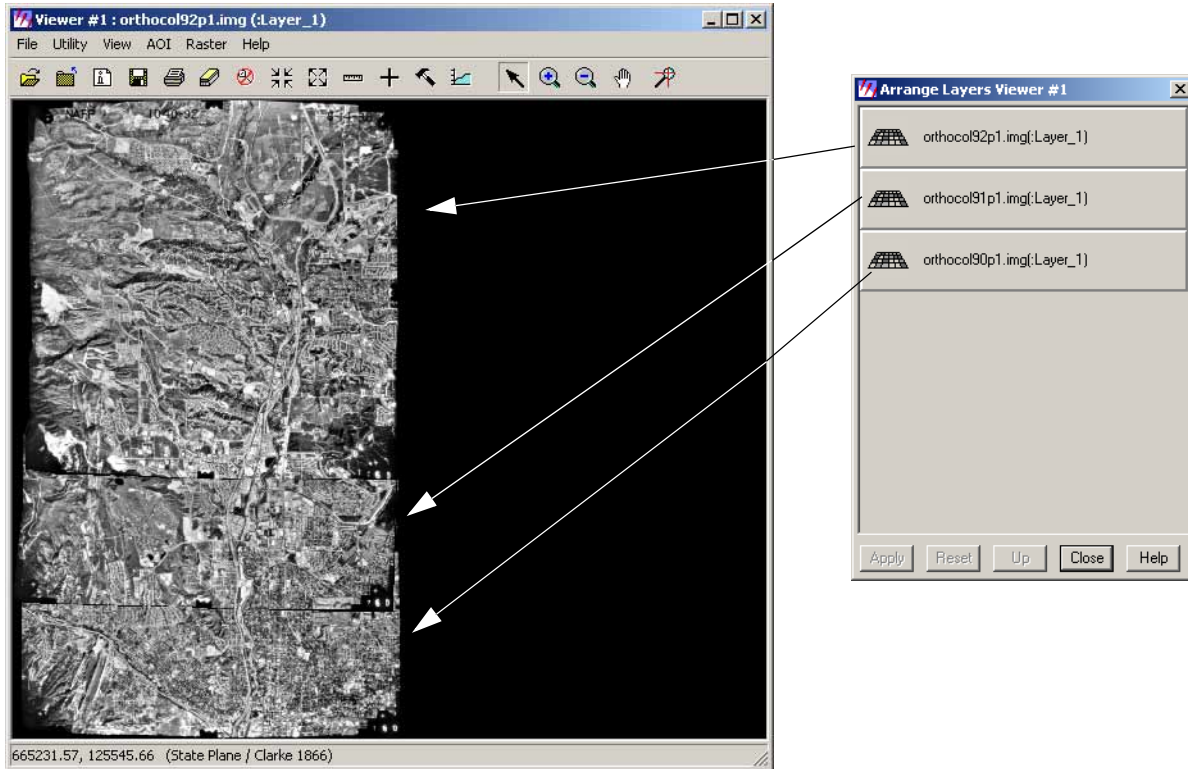 Viewer #1 : orthocol92p1.img (:Layer_1)
File Utility View AOI Raster Help
Arrange Layers Viewer #1
orthocol92p1.img(:Layer_1)
orthocol91p1.img(:Layer_1)
orthocol90p1.img(:Layer_1)
Apply Reset Up Close Help
665231.57, 125545.66 (State Plane / Clarke 1866)